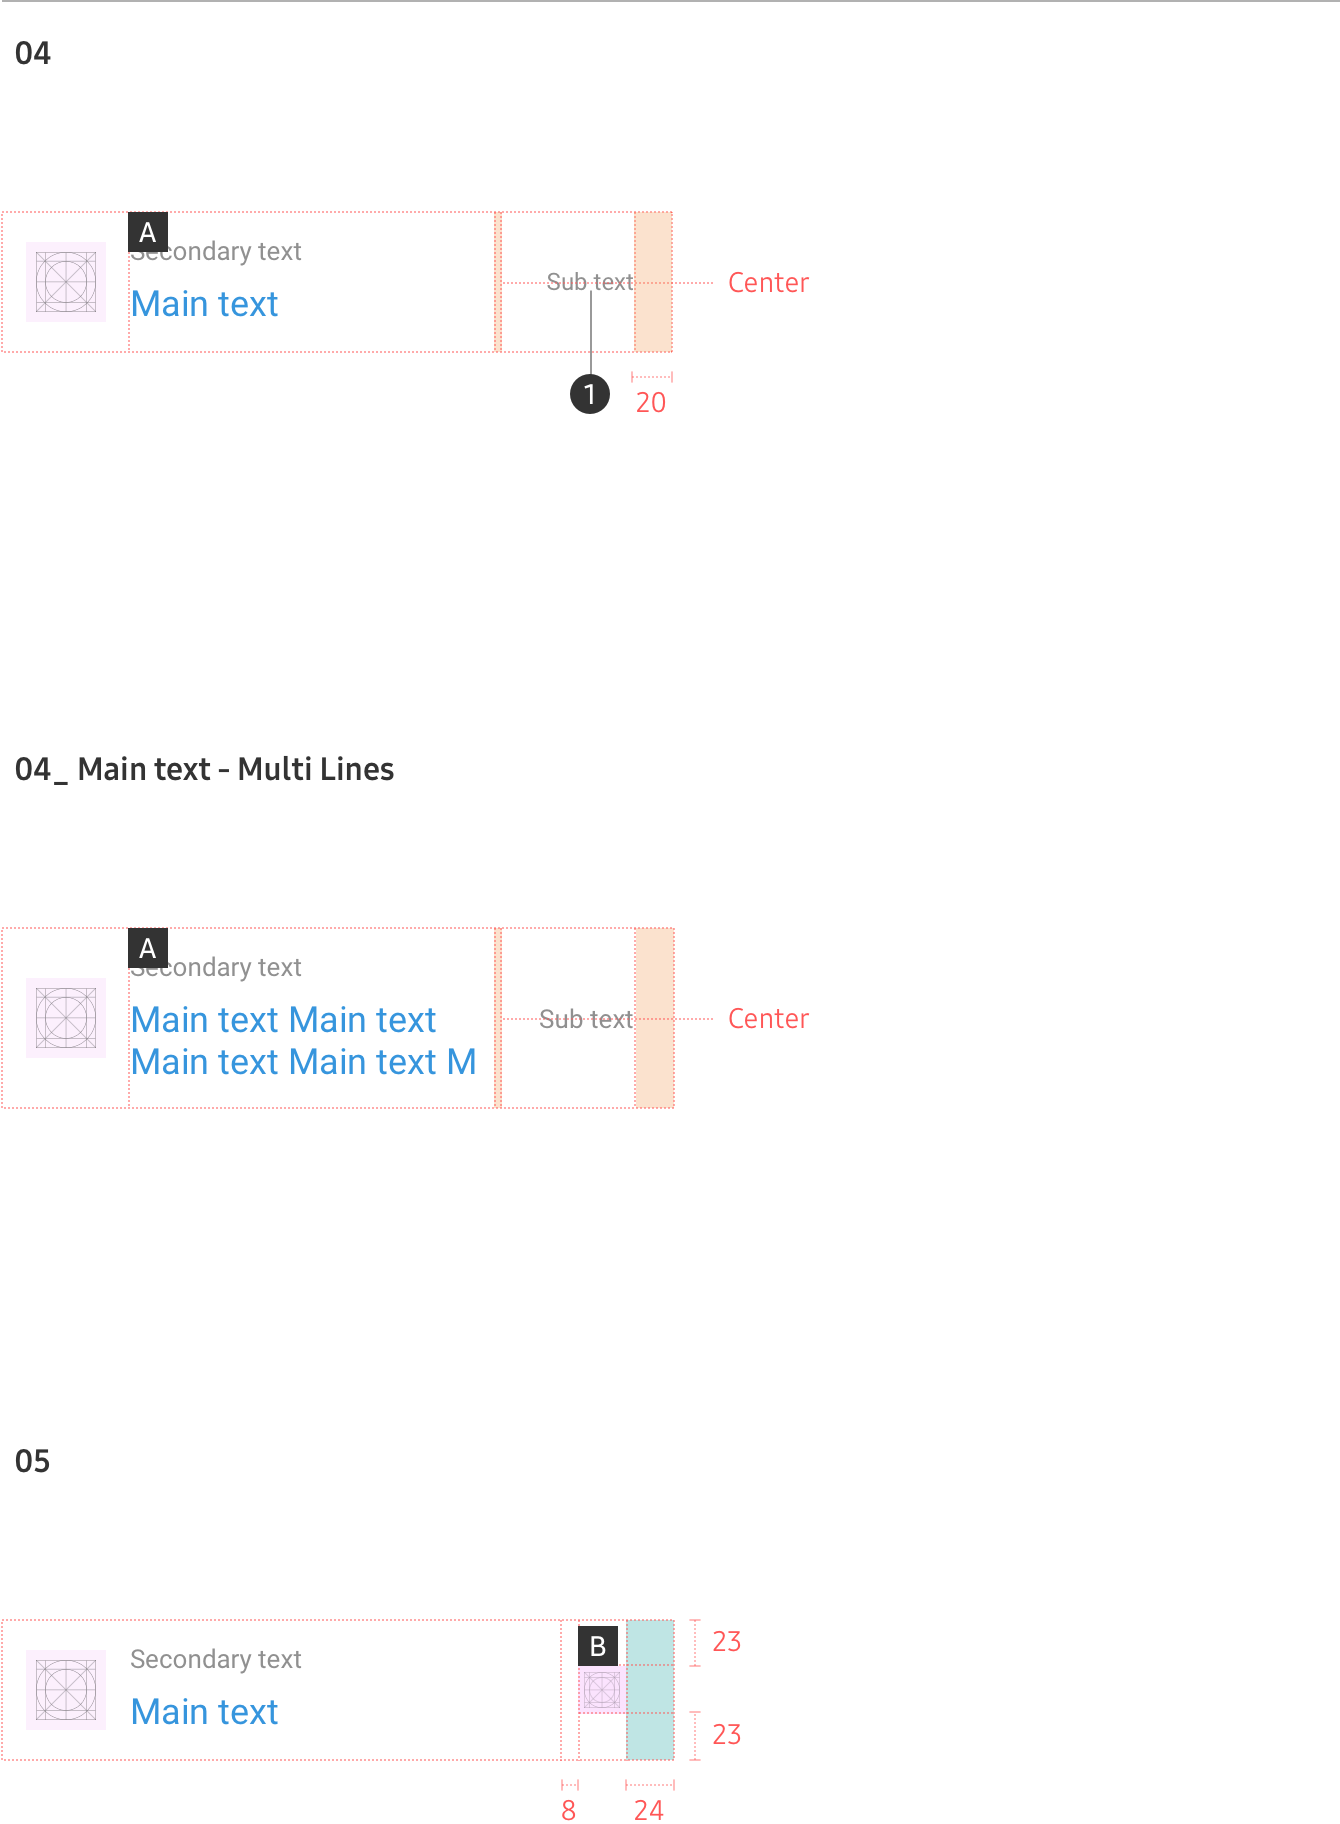 04
A
Secondary text
Main text
Sub text
Center
1
20
04_ Main text - Multi Lines
A
Secondary text
Main text Main text
Main text Main text M
Sub text
Center
05
Secondary text
Main text
B
23
23
8
24